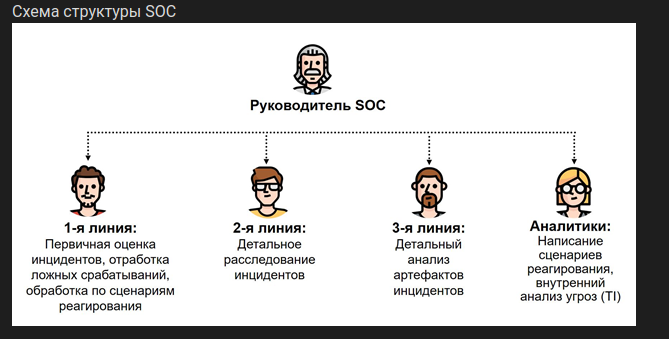 Схема структуры SOC
Руководитель SOC
1-я линия:
Первичная оценка
инцидентов, отработка
ложных срабатываний,
обработка по сценариям
реагирования
2-я линия:
Детальное
расследование
инцидентов
3-я линия:
Детальный
анализ
артефактов
инцидентов
Аналитики:
Написание
сценариев
реагирования,
внутренний
анализ угроз (TI)